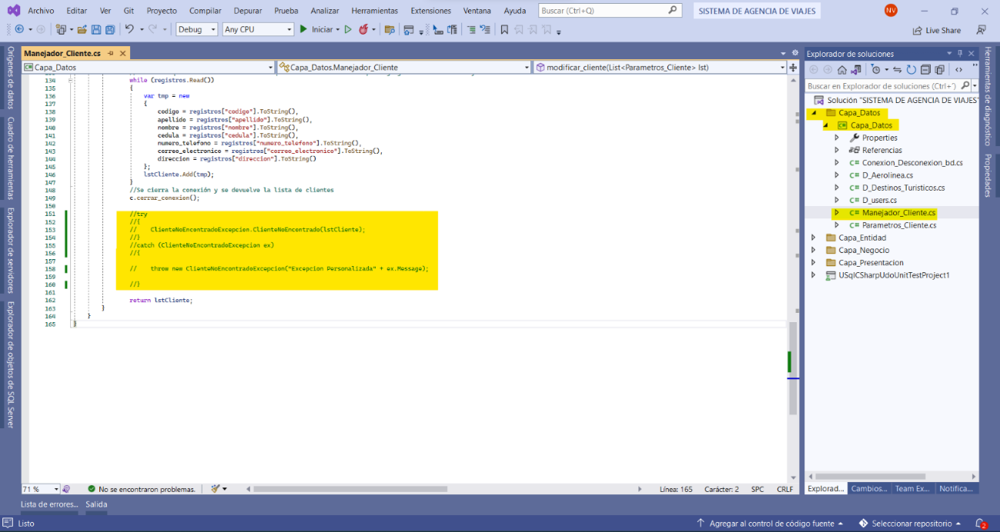 Archivo Editar Ver Git Proyecto Compilar Depurar Prueba Analizar Herramientas Extensiones Ventana Ayuda Buscar (Ctrl+Q) SISTEMA DE AGENCIA DE VIAJES NV
Debug Any CPU Iniciar Live Share
Orígenes de datos
Cuadro de herramientas
Explorador de servidores
Explorador de objetos de SQL Server
Manejador_Cliente.cs
Capa_Datos Capa_Datos.Manejador_Cliente modificar_cliente(List<Parametros_Cliente> lst)
134 while (registros.Read())
135 {
136 var tmp = new
137 {
138 codigo = registros["codigo"].ToString(),
139 apellido = registros["apellido"].ToString(),
140 nombre = registros["nombre"].ToString(),
141 cedula = registros["cedula"].ToString(),
142 numero_telefono = registros["numero_telefono"].ToString(),
143 correo_electronico = registros["correo_electronico"].ToString(),
144 direccion = registros["direccion"].ToString()
145 };
146 lstCliente.Add(tmp);
147 }
148 //Se cierra la conexión y se devuelve la lista de clientes
149 c.cerrar_conexion();
150
151 //try
152 //{
153 // ClienteNoEncontradoExcepcion.ClienteNoEncontrado(lstCliente);
154 //}
155 //catch (ClienteNoEncontradoExcepcion ex)
156 //{
157
158 // throw new ClienteNoEncontradoExcepcion("Excepcion Personalizada" + ex.Message);
159
160 //}
161
162 return lstCliente;
163 }
164 }
165 }
71 % No se encontraron problemas. Línea: 165 Carácter: 2 SPC CRLF
Explorador de soluciones
Buscar en Explorador de soluciones (Ctrl+´)
Solución "SISTEMA DE AGENCIA DE VIAJES"
Capa_Datos
Capa_Datos
Properties
Referencias
C# Conexion_Desconexion_bd.cs
C# D_Aerolinea.cs
C# D_Destinos_Turisticos.cs
C# D_users.cs
C# Manejador_Cliente.cs
C# Parametros_Cliente.cs
Capa_Entidad
Capa_Negocio
Capa_Presentacion
USqlCSharpUdoUnitTestProject1
Explorad... Cambios... Team Ex... Notifica...
Herramientas de diagnóstico
Propiedades
Lista de errores... Salida
Listo Agregar al control de código fuente Seleccionar repositorio 2